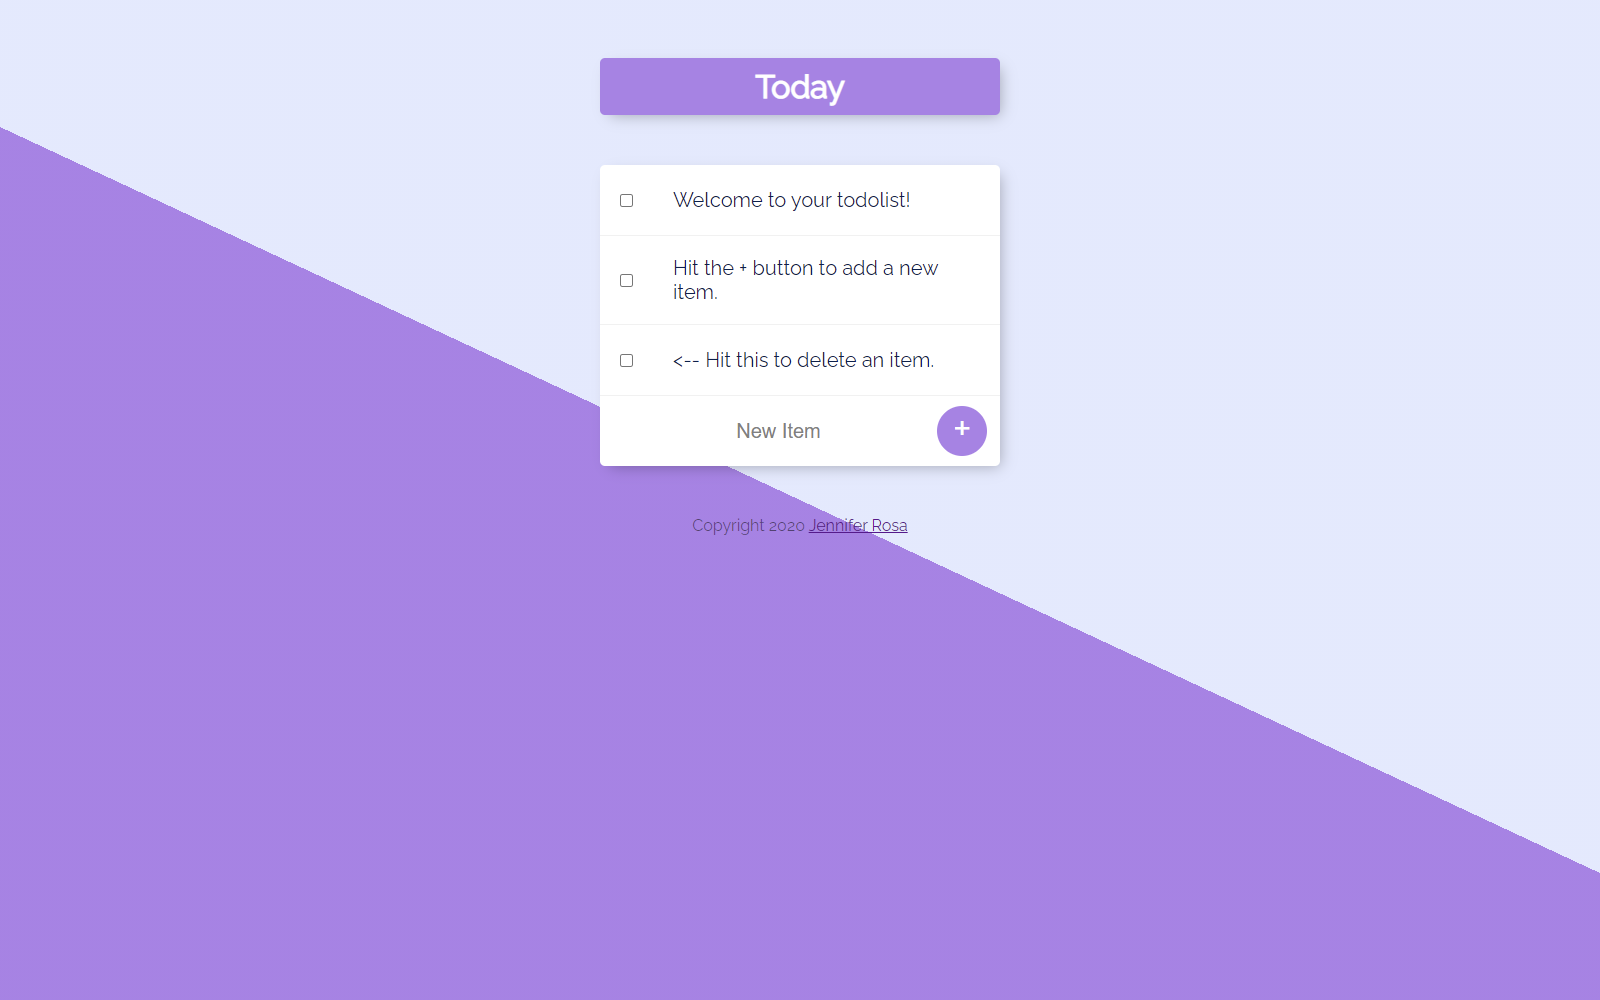 Today
Welcome to your todolist!
Hit the + button to add a new
item.
<-- Hit this to delete an item.
New Item
+
Copyright 2020 Jennifer Rosa